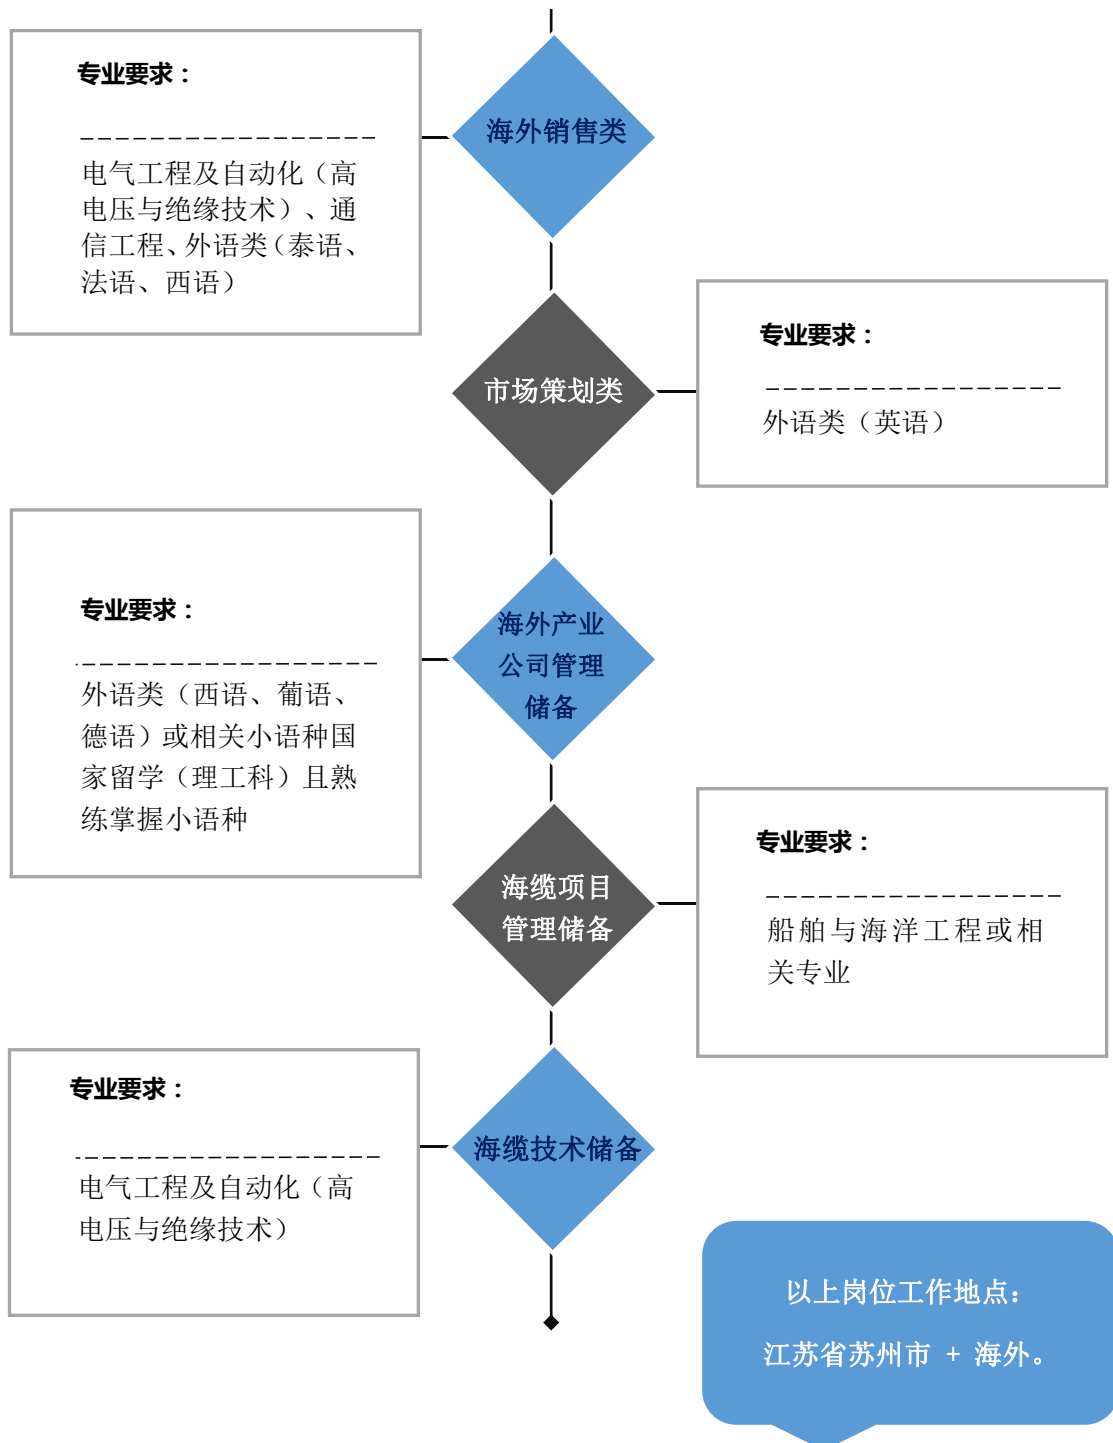 专业要求：
海外销售类
电气工程及自动化（高
电压与绝缘技术）、通
信工程、外语类（泰语、
法语、西语）
市场策划类
专业要求：
外语类（英语）
专业要求：
海外产业
公司管理
储备
外语类（西语、葡语、
德语）或相关小语种国
家留学（理工科）且熟
练掌握小语种
海缆项目
管理储备
专业要求：
船舶与海洋工程或相
关专业
专业要求：
海缆技术储备
电气工程及自动化（高
电压与绝缘技术）
以上岗位工作地点：
江苏省苏州市 + 海外。